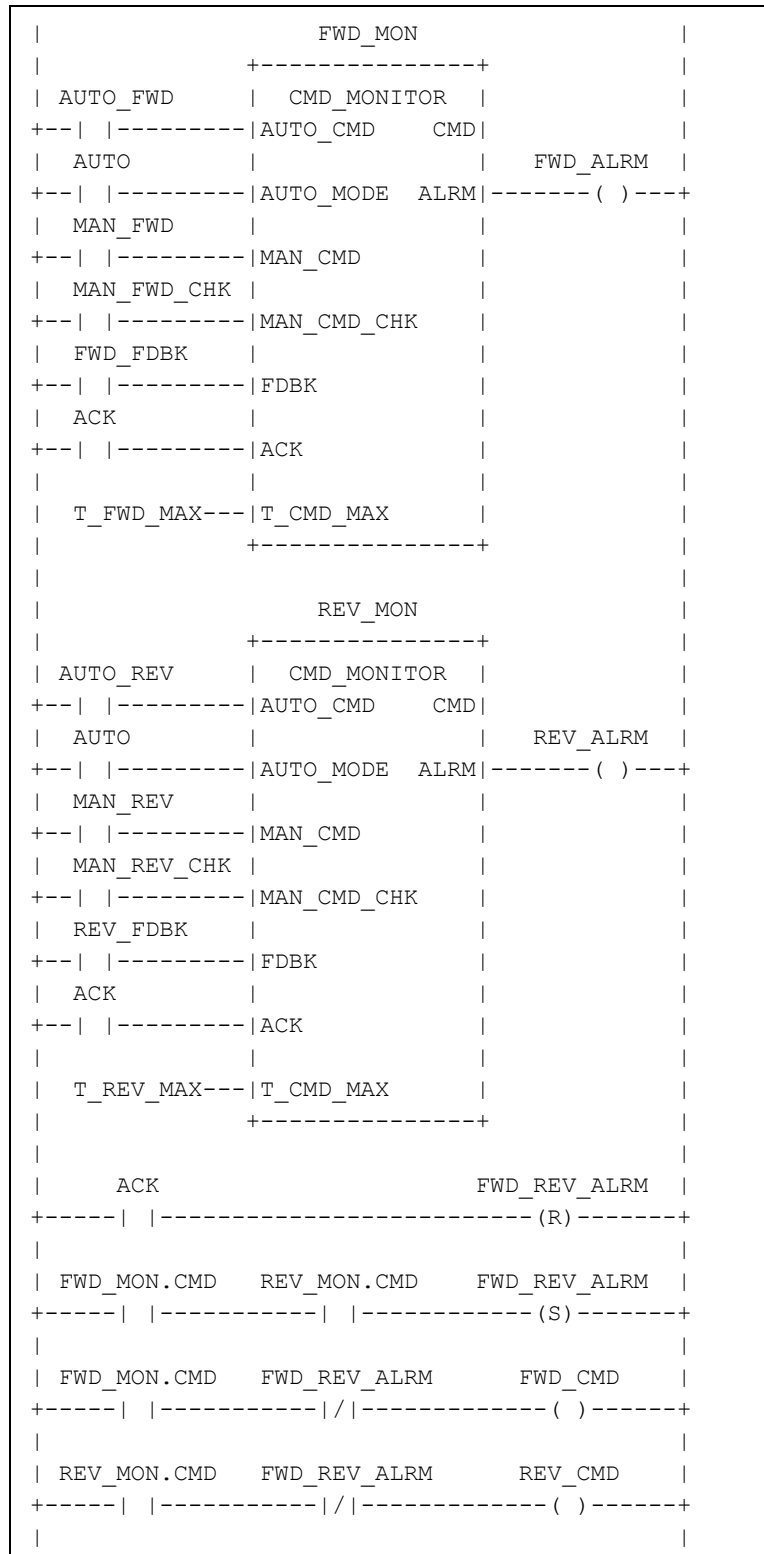 |                   FWD_MON                   |
|              +---------------+              |
| AUTO_FWD     |  CMD_MONITOR  |              |
+--| |---------|AUTO_CMD    CMD|              |
|  AUTO        |               |   FWD_ALRM   |
+--| |---------|AUTO_MODE  ALRM|-------( )---+
|  MAN_FWD     |               |              |
+--| |---------|MAN_CMD        |              |
|  MAN_FWD_CHK |               |              |
+--| |---------|MAN_CMD_CHK    |              |
|  FWD_FDBK    |               |              |
+--| |---------|FDBK           |              |
|  ACK         |               |              |
+--| |---------|ACK            |              |
|              |               |              |
|  T_FWD_MAX---|T_CMD_MAX      |              |
|              +---------------+              |
|                                             |
|                   REV_MON                   |
|              +---------------+              |
| AUTO_REV     |  CMD_MONITOR  |              |
+--| |---------|AUTO_CMD    CMD|              |
|  AUTO        |               |   REV_ALRM   |
+--| |---------|AUTO_MODE  ALRM|-------( )---+
|  MAN_REV     |               |              |
+--| |---------|MAN_CMD        |              |
|  MAN_REV_CHK |               |              |
+--| |---------|MAN_CMD_CHK    |              |
|  REV_FDBK    |               |              |
+--| |---------|FDBK           |              |
|  ACK         |               |              |
+--| |---------|ACK            |              |
|              |               |              |
|  T_REV_MAX---|T_CMD_MAX      |              |
|              +---------------+              |
|                                             |
|     ACK                      FWD_REV_ALRM   |
+-----| |--------------------------(R)-------+
|                                             |
| FWD_MON.CMD   REV_MON.CMD    FWD_REV_ALRM   |
+-----| |-----------| |------------(S)-------+
|                                             |
| FWD_MON.CMD   FWD_REV_ALRM      FWD_CMD     |
+-----| |-----------|/|-------------( )------+
|                                             |
| REV_MON.CMD   FWD_REV_ALRM      REV_CMD     |
+-----| |-----------|/|-------------( )------+
|                                             |